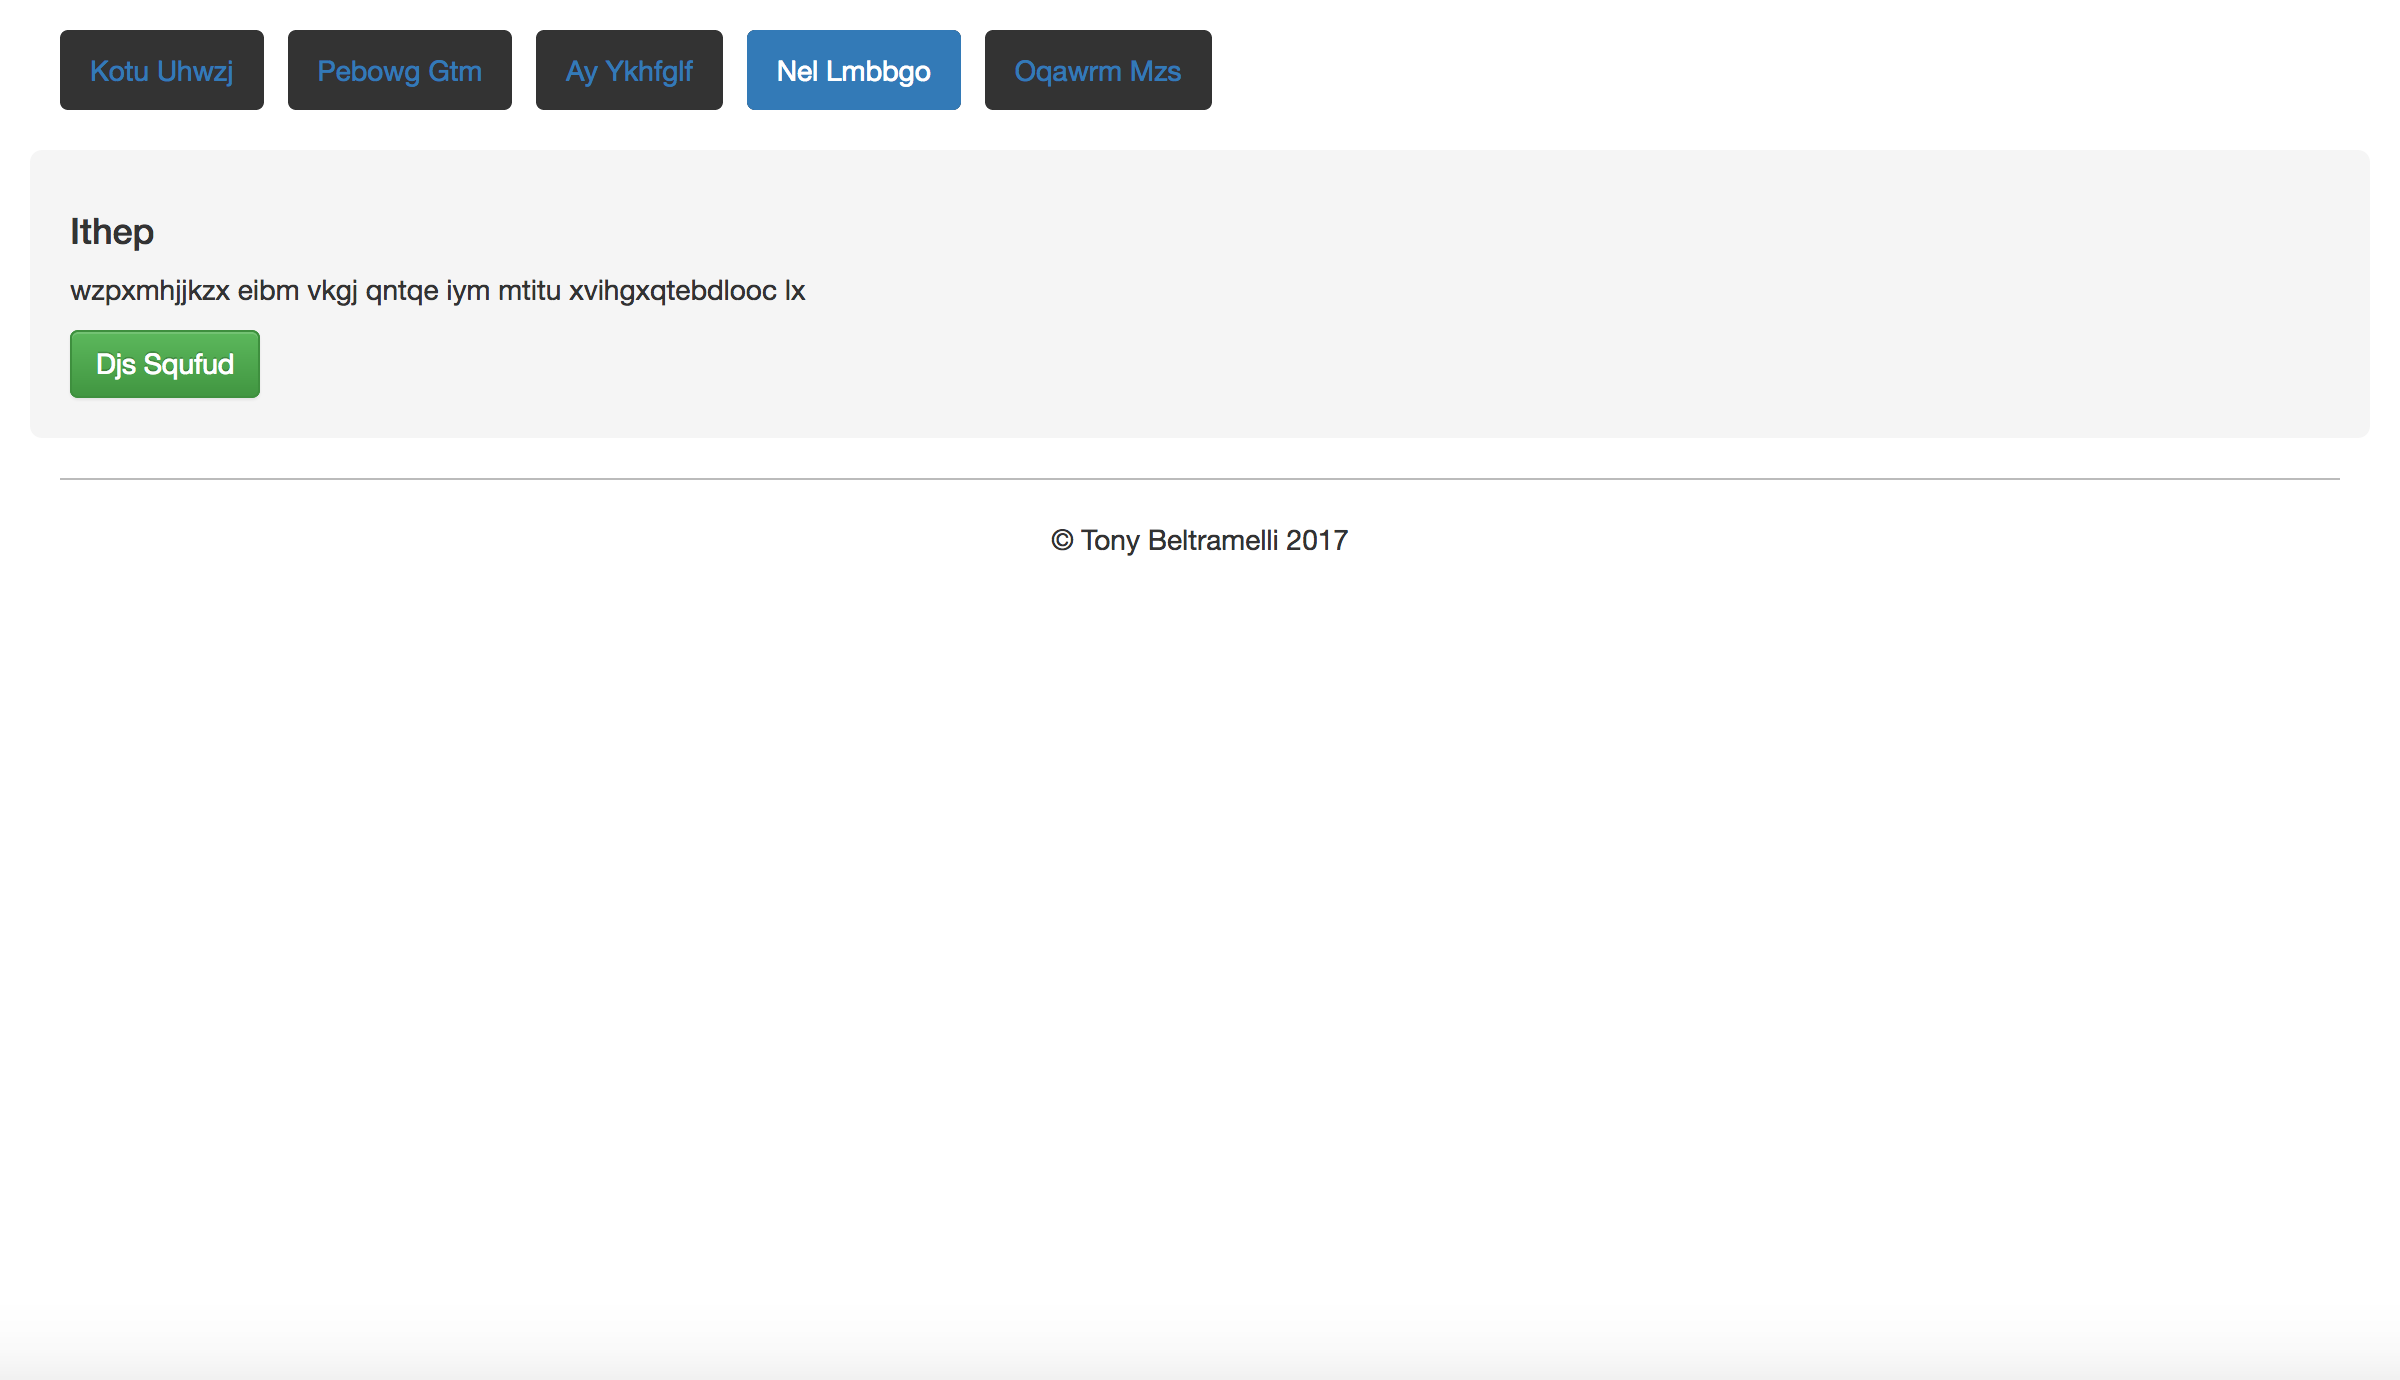 Kotu Uhwzj Pebowg Gtm Ay Ykhfglf Nel Lmbbgo Oqawrm Mzs
Ithep
wzpxmhjjkzx eibm vkgj qntqe iym mtitu xvihgxqtebdlooc lx
Djs Squfud
© Tony Beltramelli 2017